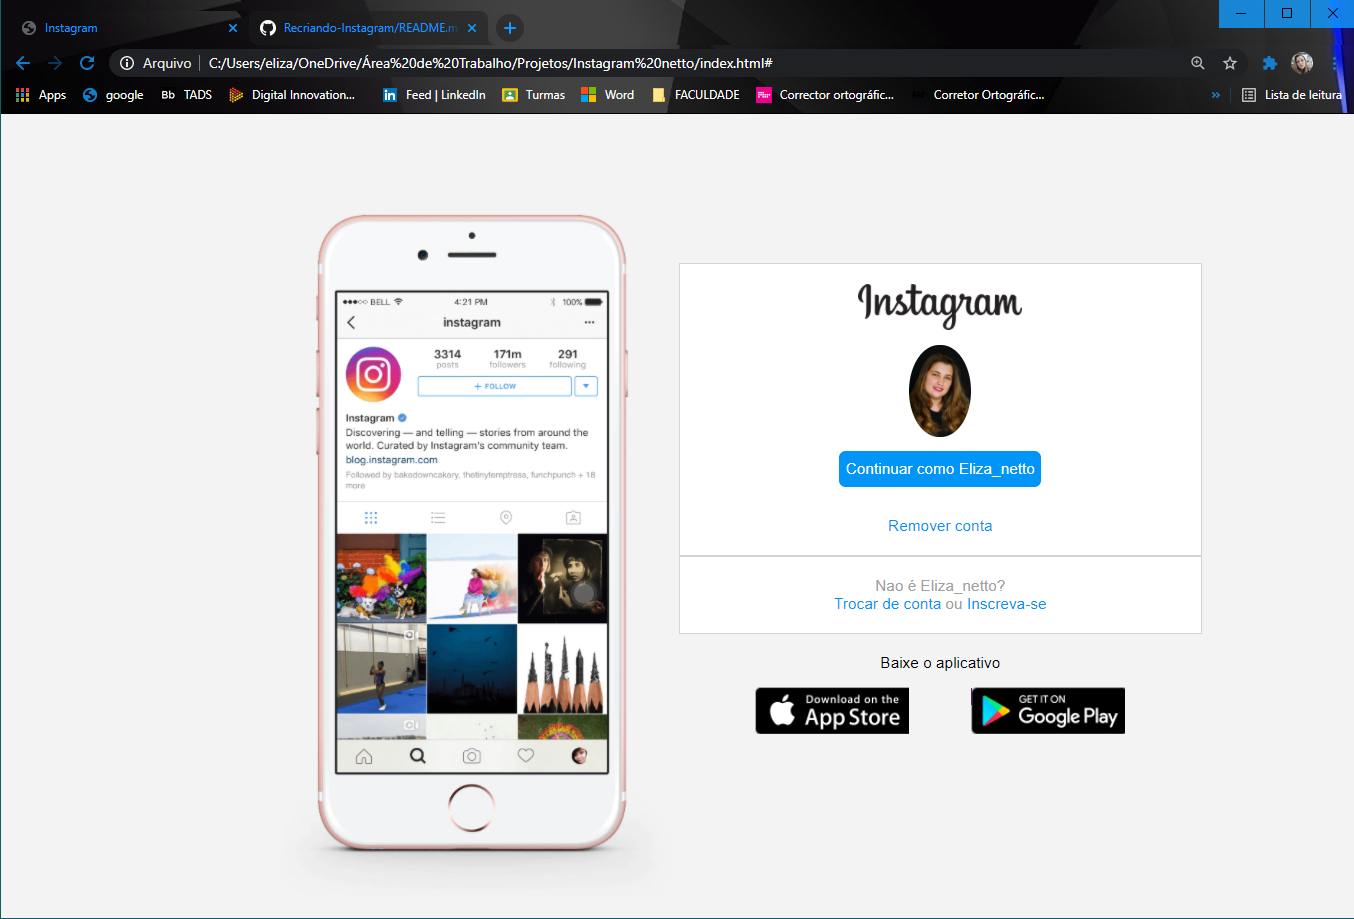 Instagram
Recriando-Instagram/README.m
Arquivo
C:/Users/eliza/OneDrive/Área%20de%20Trabalho/Projetos/Instagram%20netto/index.html#
Apps
google
Bb TADS
Digital Innovation...
in Feed | LinkedIn
Turmas
Word
FACULDADE
Corrector ortográfic...
Corretor Ortográfic...
»
Lista de leitura
BELL
4:21 PM
100%
instagram
3314 171m 291
posts followers following
+ FOLLOW
Instagram
Discovering — and telling — stories from around the
world. Curated by Instagram's community team.
blog.instagram.com
Followed by bakedowncakery, thetinytemptress, funchpunch + 18
more
Instagram
Continuar como Eliza_netto
Remover conta
Nao é Eliza_netto?
Trocar de conta ou Inscreva-se
Baixe o aplicativo
Download on the
App Store
GET IT ON
Google Play